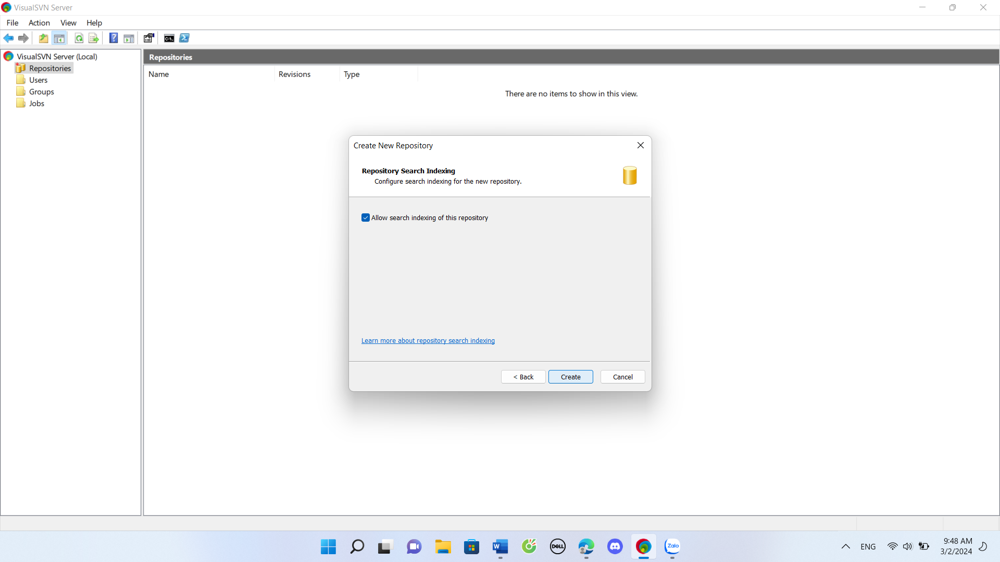 VisualSVN Server
File Action View Help
VisualSVN Server (Local)
Repositories
Users
Groups
Jobs
Repositories
Name Revisions Type
There are no items to show in this view.
Create New Repository
Repository Search Indexing
Configure search indexing for the new repository.
Allow search indexing of this repository
Learn more about repository search indexing
< Back Create Cancel
W
DELL
Zalo
ENG
9:48 AM
3/2/2024